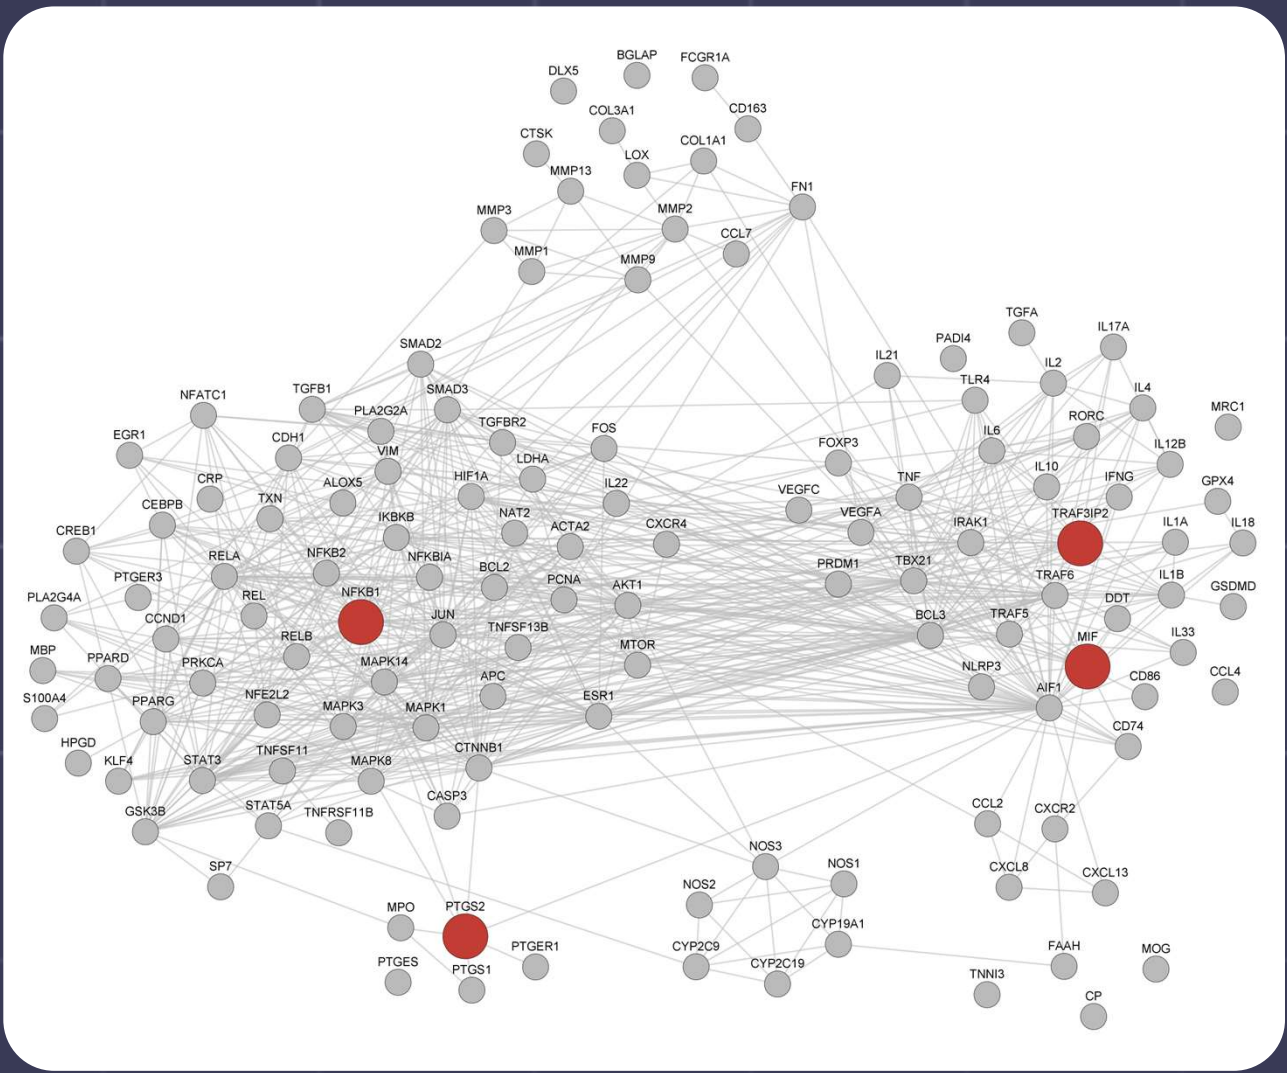 BGLAP
FCGR1A
DLX5
COL3A1
CD163
CTSK
COL1A1
LOX
MMP13
FN1
MMP3
MMP2
CCL7
MMP1
MMP9
TGFA
IL17A
PADI4
SMAD2
IL21
IL2
TLR4
SMAD3
TGFB1
NFATC1
IL4
MRC1
PLA2G2A
RORC
TGFBR2
FOS
IL6
EGR1
CDH1
FOXP3
IL12B
VIM
LDHA
IL10
CRP
ALOX5
HIF1A
TNF
IFNG
GPX4
IL22
VEGFC
CEBPB
TXN
NAT2
VEGFA
TRAF3IP2
IKBKB
ACTA2
CXCR4
IRAK1
IL1A
IL18
CREB1
RELA
NFKB2
NFKBIA
BCL2
PRDM1
TBX21
TRAF6
IL1B
PTGER3
PCNA
AKT1
GSDMD
PLA2G4A
REL
NFKB1
DDT
CCND1
JUN
BCL3
TRAF5
TNFSF13B
RELB
MIF
IL33
MBP
PPARD
PRKCA
MAPK14
MTOR
NLRP3
CD86
CCL4
APC
AIF1
S100A4
PPARG
NFE2L2
MAPK3
MAPK1
ESR1
CD74
HPGD
KLF4
STAT3
TNFSF11
MAPK8
CTNNB1
CASP3
GSK3B
STAT5A
TNFRSF11B
CCL2
CXCR2
NOS3
SP7
NOS1
CXCL8
CXCL13
NOS2
MPO
PTGS2
CYP19A1
PTGER1
CYP2C9
FAAH
MOG
PTGES
PTGS1
CYP2C19
TNNI3
CP